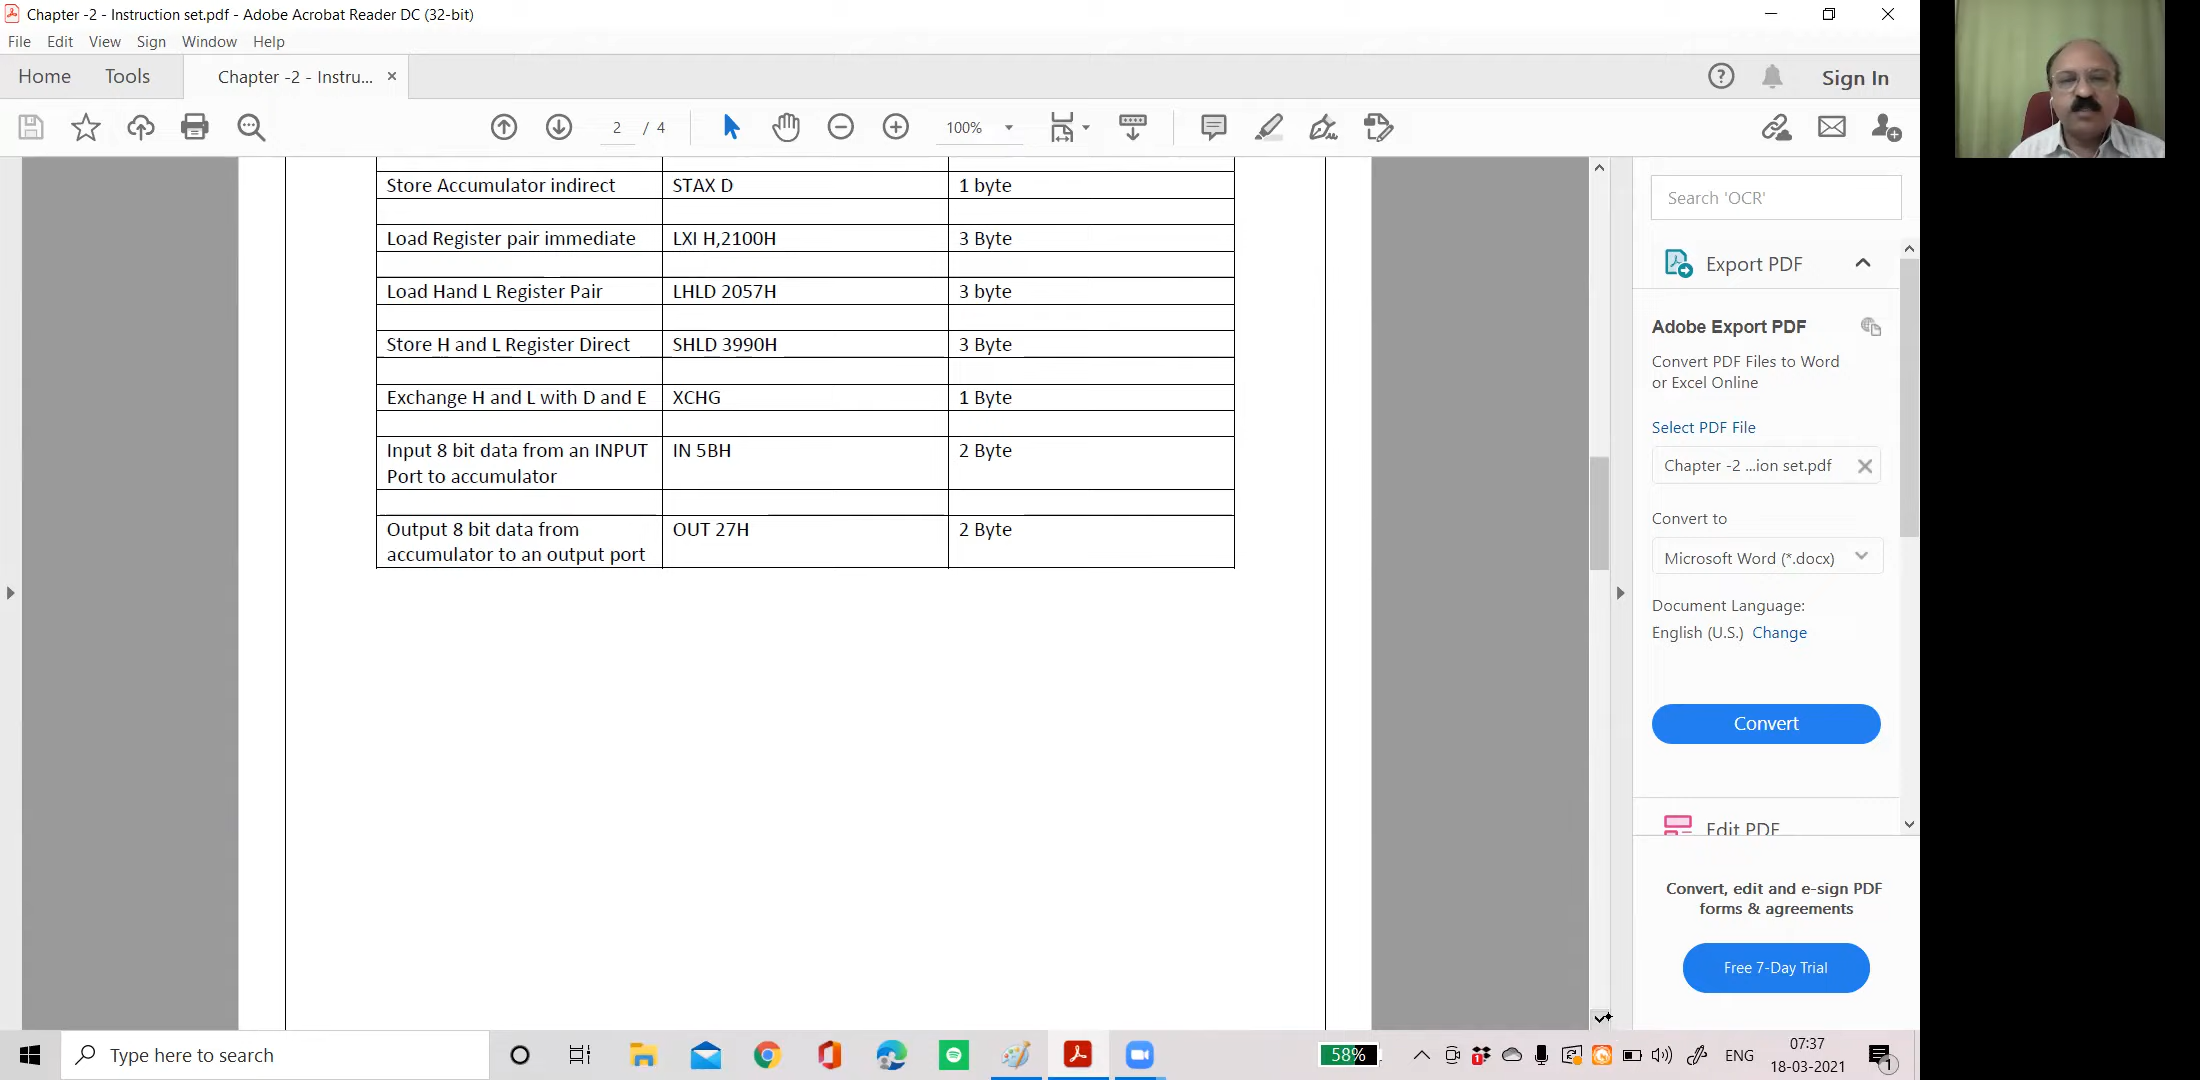 Chapter -2 - Instruction set.pdf - Adobe Acrobat Reader DC (32-bit)
File Edit View Sign Window Help
Home Tools Chapter -2 - Instru... Sign In
2 / 4 100%
Store Accumulator indirect STAX D 1 byte
Load Register pair immediate LXI H,2100H 3 Byte
Load Hand L Register Pair LHLD 2057H 3 byte
Store H and L Register Direct SHLD 3990H 3 Byte
Exchange H and L with D and E XCHG 1 Byte
Input 8 bit data from an INPUT IN 5BH 2 Byte
Port to accumulator
Output 8 bit data from OUT 27H 2 Byte
accumulator to an output port
Search 'OCR'
Export PDF
Adobe Export PDF
Convert PDF Files to Word
or Excel Online
Select PDF File
Chapter -2 ...ion set.pdf
Convert to
Microsoft Word (*.docx)
Document Language:
English (U.S.) Change
Convert
Edit PDF
Convert, edit and e-sign PDF
forms & agreements
Free 7-Day Trial
Type here to search
58%
1
ENG
07:37
18-03-2021
1